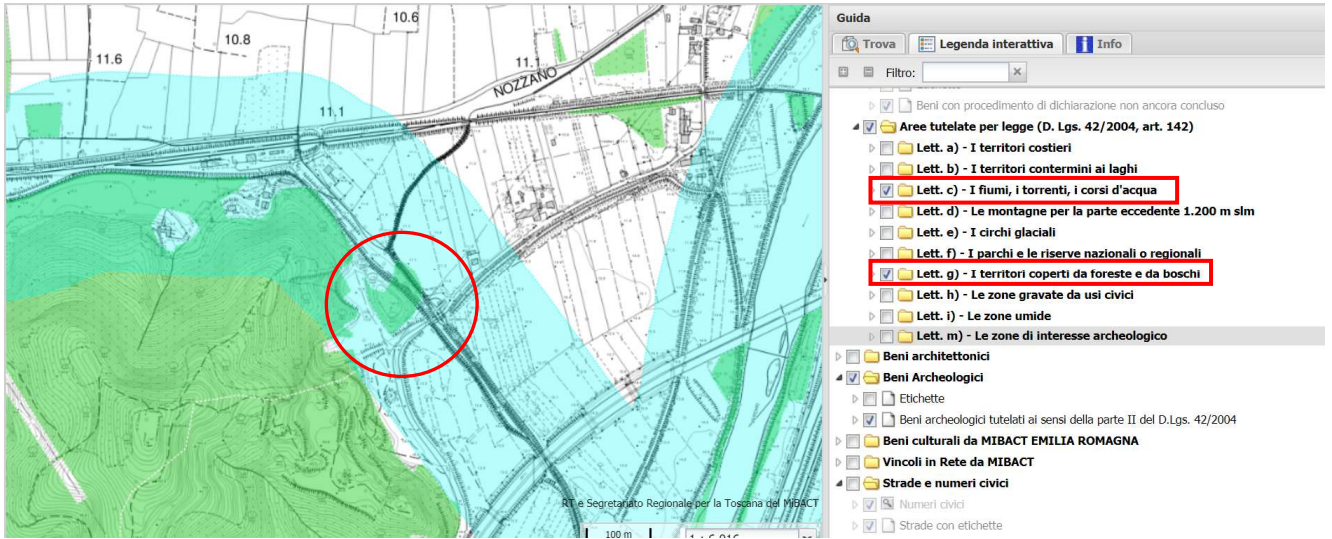 10.6
10.8
11.6
11.1
NOZZANO
11.1
RT e Segretariato Regionale per la Toscana del MiBACT
100 m
Guida
Trova
Legenda interattiva
Info
Filtro:
Beni con procedimento di dichiarazione non ancora concluso
Aree tutelate per legge (D. Lgs. 42/2004, art. 142)
Lett. a) - I territori costieri
Lett. b) - I territori contermini ai laghi
Lett. c) - I fiumi, i torrenti, i corsi d'acqua
Lett. d) - Le montagne per la parte eccedente 1.200 m slm
Lett. e) - I circhi glaciali
Lett. f) - I parchi e le riserve nazionali o regionali
Lett. g) - I territori coperti da foreste e da boschi
Lett. h) - Le zone gravate da usi civici
Lett. i) - Le zone umide
Lett. m) - Le zone di interesse archeologico
Beni architettonici
Beni Archeologici
Etichette
Beni archeologici tutelati ai sensi della parte II del D.Lgs. 42/2004
Beni culturali da MIBACT EMILIA ROMAGNA
Vincoli in Rete da MIBACT
Strade e numeri civici
Numeri civici
Strade con etichette